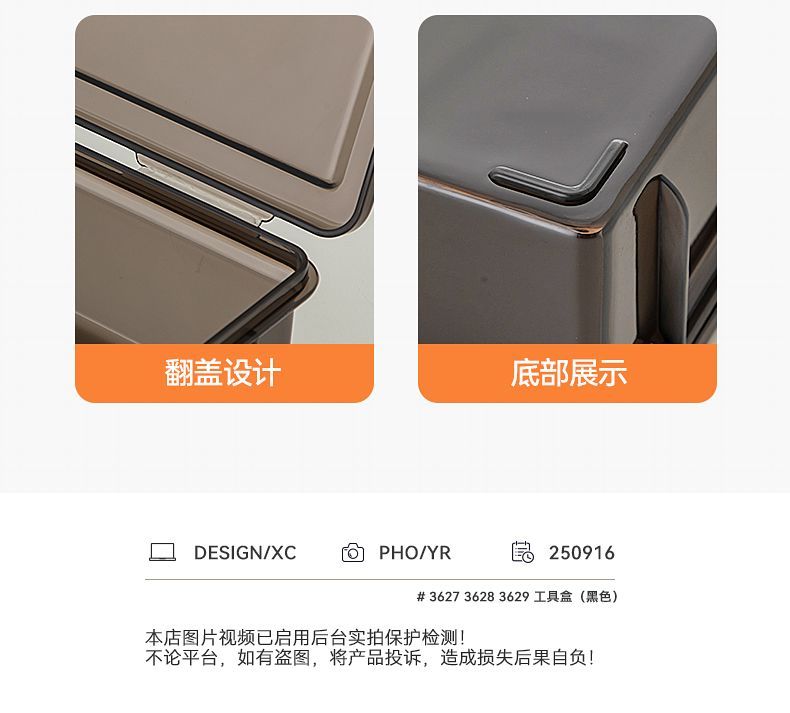 翻盖设计
底部展示
DESIGN/XC
PHO/YR
250916
# 3627 3628 3629 工具盒（黑色）
本店图片视频已启用后台实拍保护检测！
不论平台，如有盗图，将产品投诉，造成损失后果自负！